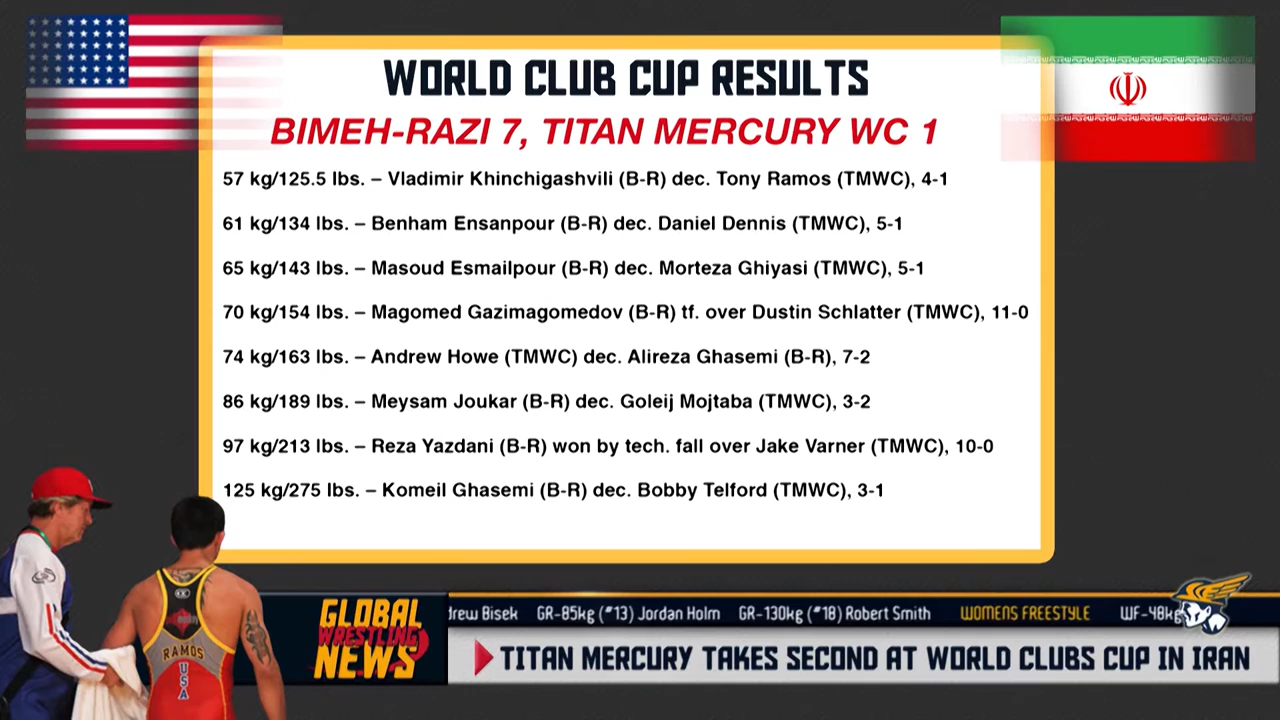 WORLD CLUB CUP RESULTS
BIMEH-RAZI 7, TITAN MERCURY WC 1
57 kg/125.5 lbs. – Vladimir Khinchigashvili (B-R) dec. Tony Ramos (TMWC), 4-1
61 kg/134 lbs. – Benham Ensanpour (B-R) dec. Daniel Dennis (TMWC), 5-1
65 kg/143 lbs. – Masoud Esmailpour (B-R) dec. Morteza Ghiyasi (TMWC), 5-1
70 kg/154 lbs. – Magomed Gazimagomedov (B-R) tf. over Dustin Schlatter (TMWC), 11-0
74 kg/163 lbs. – Andrew Howe (TMWC) dec. Alireza Ghasemi (B-R), 7-2
86 kg/189 lbs. – Meysam Joukar (B-R) dec. Goleij Mojtaba (TMWC), 3-2
97 kg/213 lbs. – Reza Yazdani (B-R) won by tech. fall over Jake Varner (TMWC), 10-0
125 kg/275 lbs. – Komeil Ghasemi (B-R) dec. Bobby Telford (TMWC), 3-1
RAMOS
USA
GLOBAL
WRESTLING
NEWS
drew Bisek GR-85kg (#13) Jordan Holm GR-130kg (#18) Robert Smith WOMENS FREESTYLE WF-48kg
TITAN MERCURY TAKES SECOND AT WORLD CLUBS CUP IN IRAN